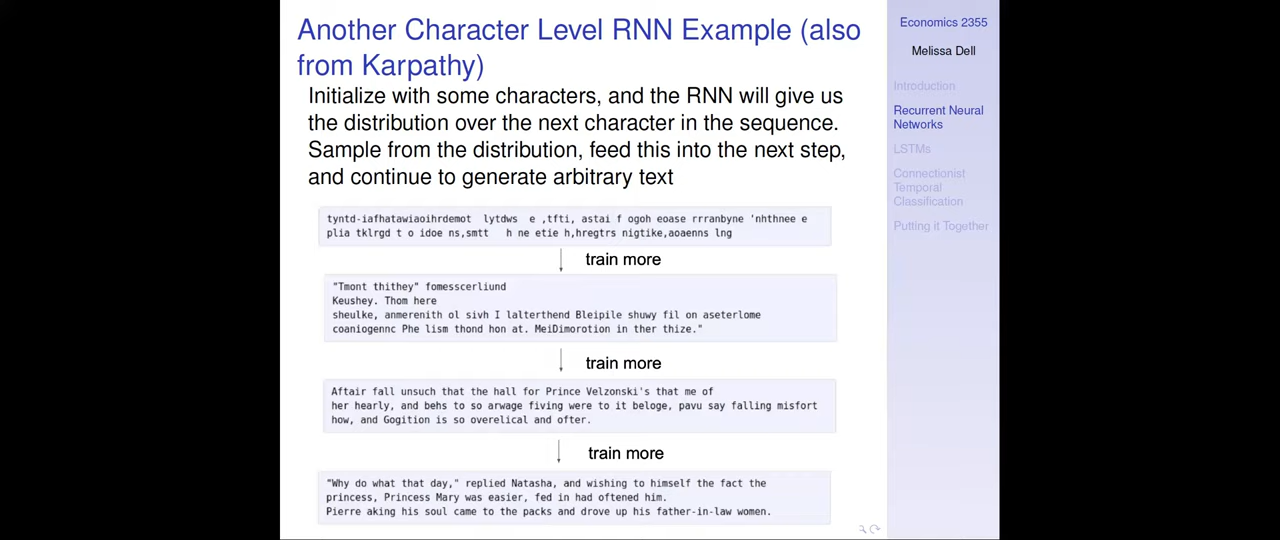 Another Character Level RNN Example (also
from Karpathy)
Initialize with some characters, and the RNN will give us
the distribution over the next character in the sequence.
Sample from the distribution, feed this into the next step,
and continue to generate arbitrary text
tyntd-iafhatawiaoihrdemot lytdws e ,tfti, astai f ogoh eoase rrranbyne 'nhthnee e
plia tklrgd t o idoe ns,smtt h ne etie h,hregtrs nigtike,aoaenns lng
train more
"Tmont thithey" fomesscerliund
Keushey. Thom here
sheulke, anmerenith ol sivh I lalterthend Bleipile shuwy fil on aseterlome
coaniogennc Phe lism thond hon at. MeiDimorotion in ther thize."
train more
Aftair fall unsuch that the hall for Prince Velzonski's that me of
her hearly, and behs to so arwage fiving were to it beloge, pavu say falling misfort
how, and Gogition is so overelical and ofter.
train more
"Why do what that day," replied Natasha, and wishing to himself the fact the
princess, Princess Mary was easier, fed in had oftened him.
Pierre aking his soul came to the packs and drove up his father-in-law women.
Economics 2355
Melissa Dell
Introduction
Recurrent Neural
Networks
LSTMs
Connectionist
Temporal
Classification
Putting it Together